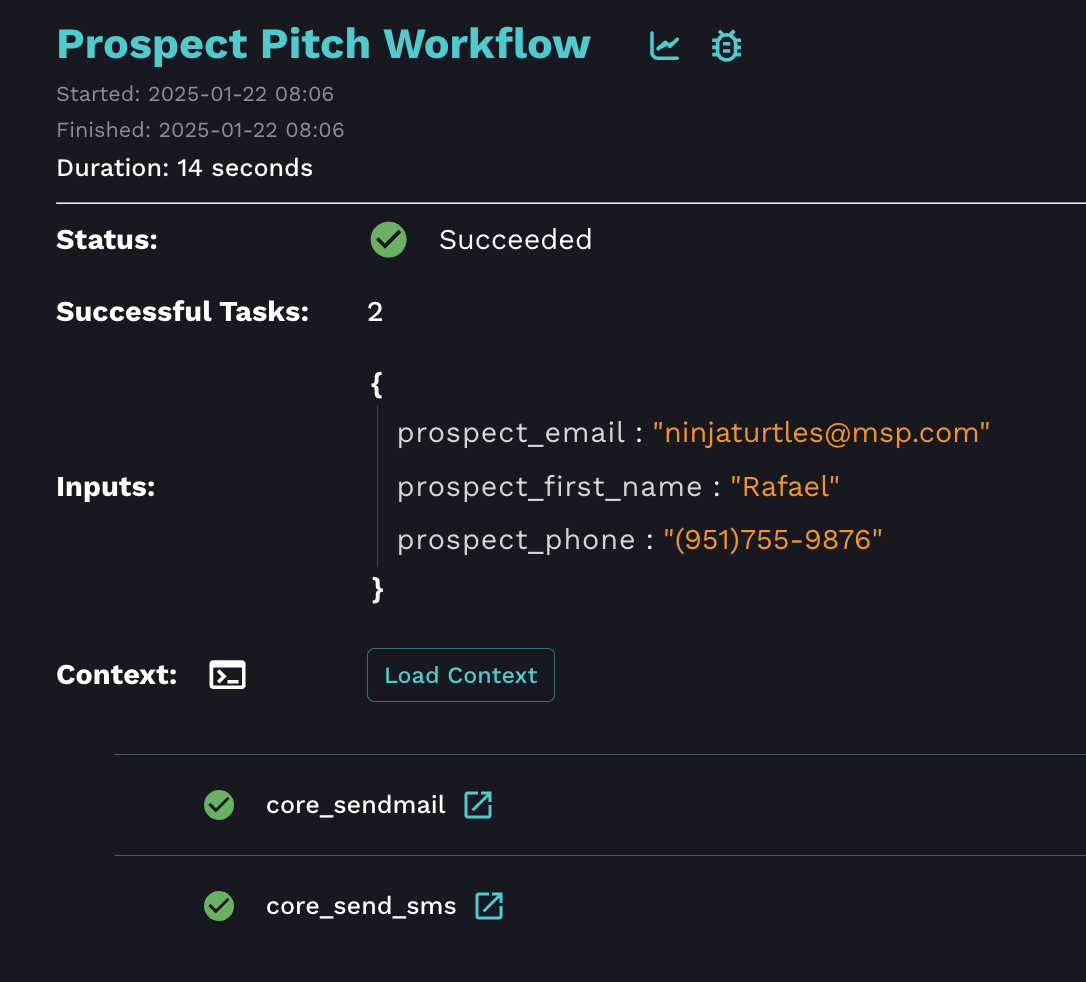 Prospect Pitch Workflow
Started: 2025-01-22 08:06
Finished: 2025-01-22 08:06
Duration: 14 seconds
Status: Succeeded
Successful Tasks: 2
{
prospect_email : "ninjaturtles@msp.com"
Inputs: prospect_first_name : "Rafael"
prospect_phone : "(951)755-9876"
}
Context: Load Context
core_sendmail
core_send_sms